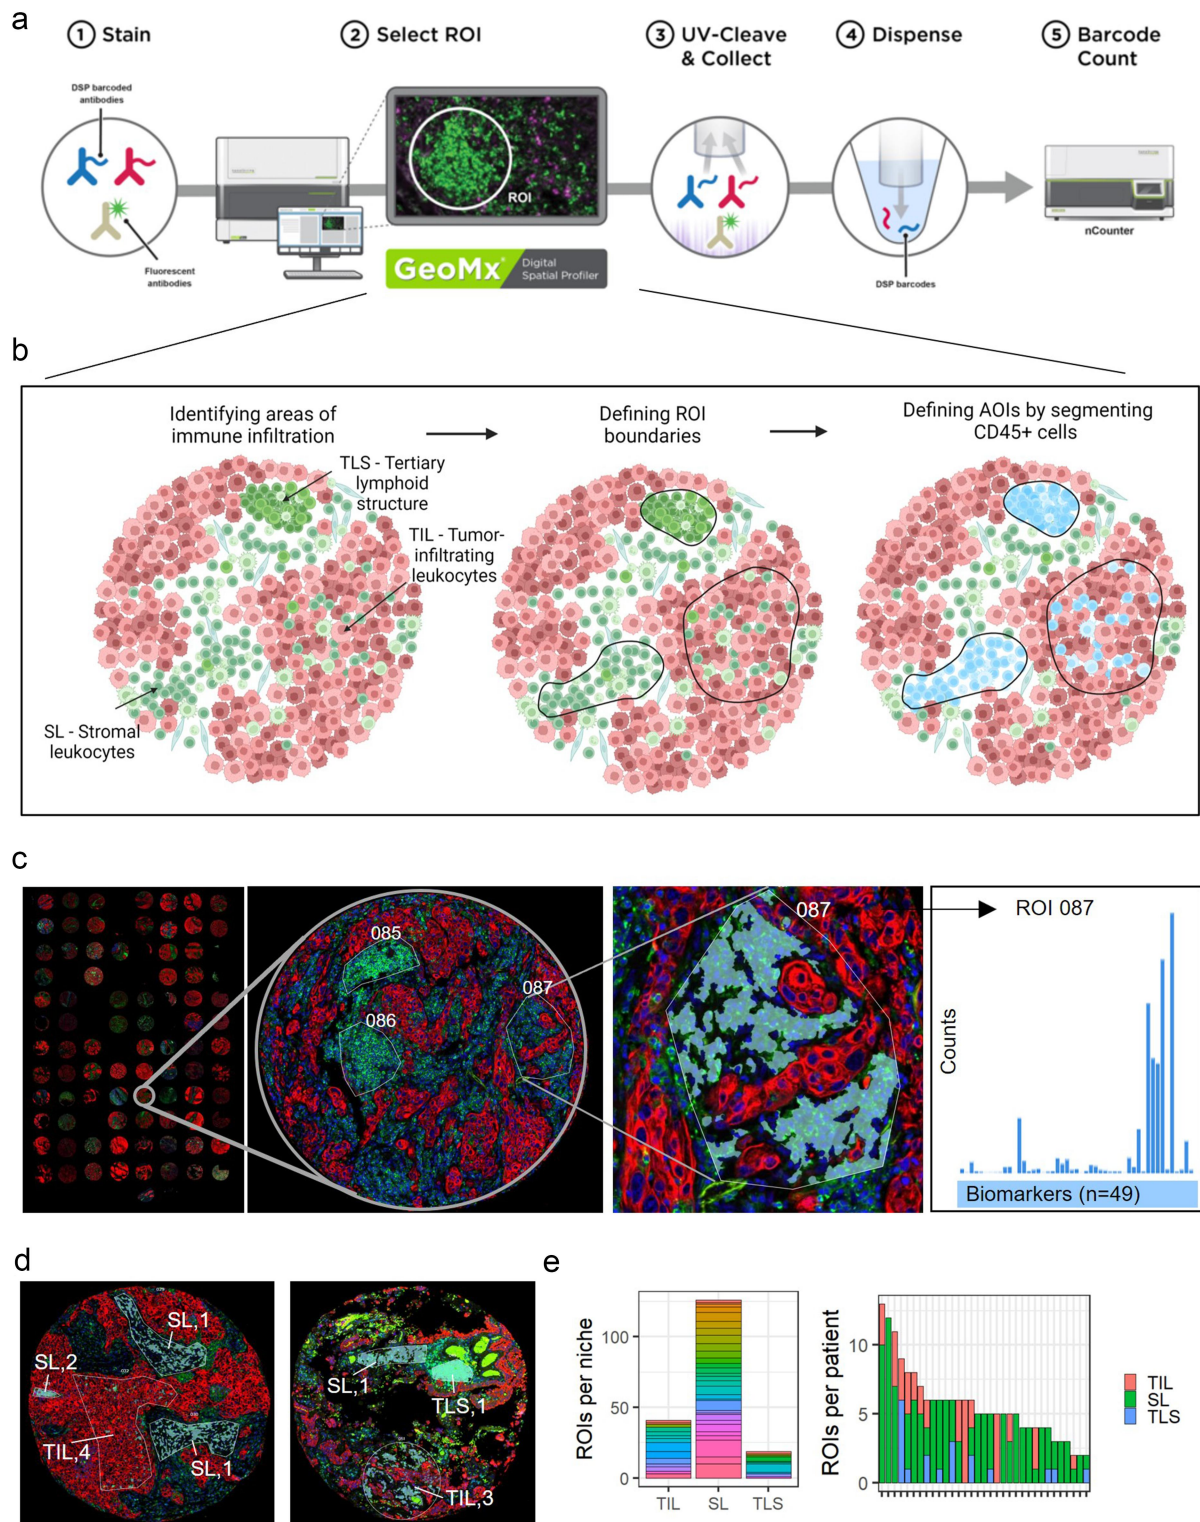 a
1 Stain
2 Select ROI
3 UV-Cleave
& Collect
4 Dispense
5 Barcode
Count
DSP barcoded
antibodies
Fluorescent
antibodies
ROI
GeoMx®
Digital
Spatial Profiler
DSP barcodes
nCounter
b
Identifying areas of
immune infiltration
Defining ROI
boundaries
Defining AOIs by segmenting
CD45+ cells
TLS - Tertiary
lymphoid
structure
TIL - Tumor-
infiltrating
leukocytes
SL - Stromal
leukocytes
c
085
086
087
087
ROI 087
Counts
Biomarkers (n=49)
d
SL,1
SL,2
TIL,4
SL,1
SL,1
TLS,1
TIL,3
e
ROIs per niche
100
50
0
TIL
SL
TLS
ROIs per patient
10
5
0
TIL
SL
TLS